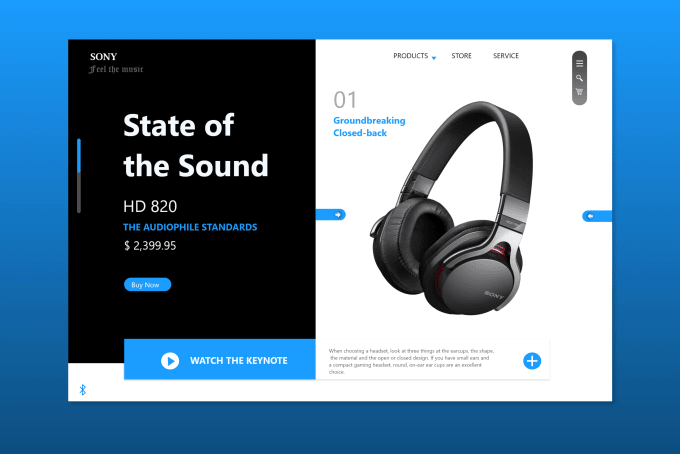 SONY
Feel the music
PRODUCTS
STORE
SERVICE
State of
the Sound
HD 820
THE AUDIOPHILE STANDARDS
$ 2,399.95
Buy Now
01
Groundbreaking
Closed-back
SONY
WATCH THE KEYNOTE
When choosing a headset, look at three things at the earcups, the shape,
the material and the open or closed design. If you have small ears and
a compact gaming headset, round, on-ear ear cups are an excellent
choice.